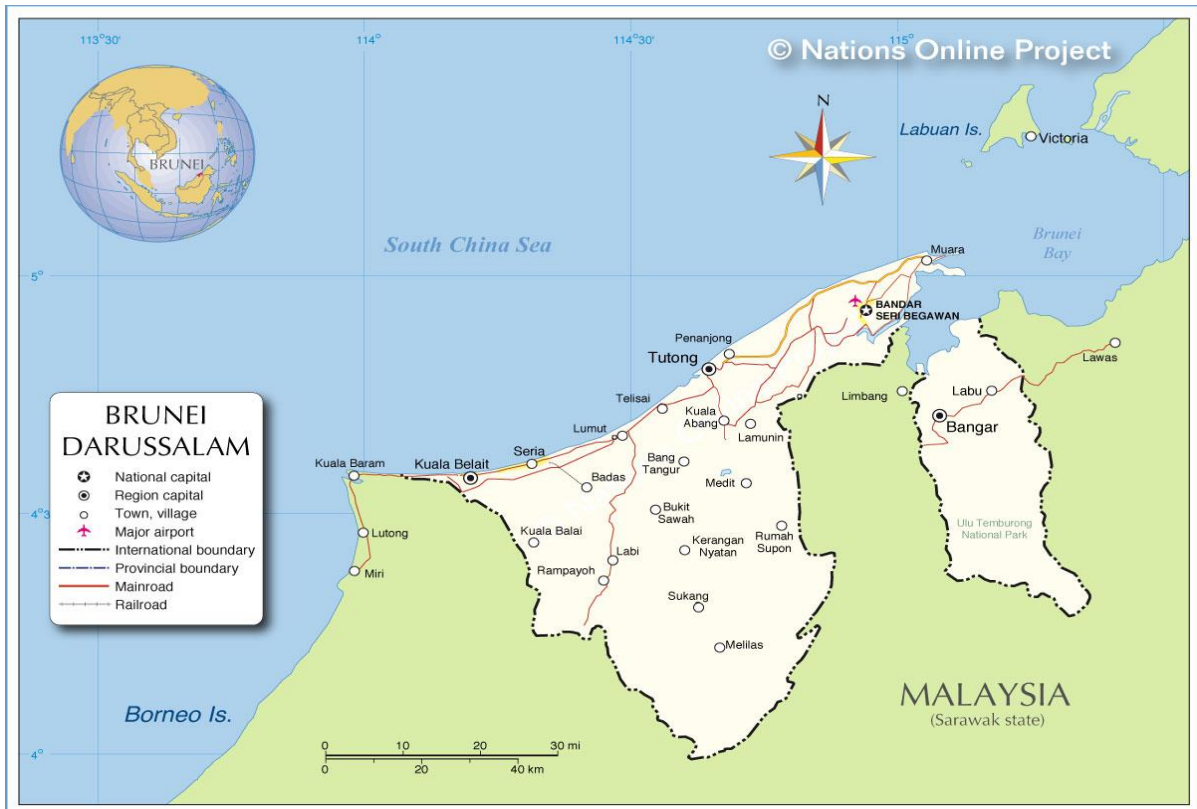 113°30'
114°
114°30'
115°
© Nations Online Project
BRUNEI
N
Labuan Is.
Victoria
South China Sea
Brunei
Bay
Muara
5°
BANDAR
SERI BEGAWAN
Penanjong
Tutong
Lawas
Telisai
Limbang
Labu
Kuala
Abang
Lamunin
Bangar
Lumut
BRUNEI
DARUSSALAM
National capital
Region capital
Town, village
Major airport
International boundary
Provincial boundary
Mainroad
Railroad
Kuala Baram
Kuala Belait
Seria
Badas
Bang
Tangur
Medit
4°30'
Bukit
Sawah
Lutong
Kuala Balai
Kerangan
Nyatan
Rumah
Supon
Ulu Temburong
National Park
Labi
Miri
Rampayoh
Sukang
Melilas
Borneo Is.
MALAYSIA
(Sarawak state)
0 10 20 30 mi
0 20 40 km
4°